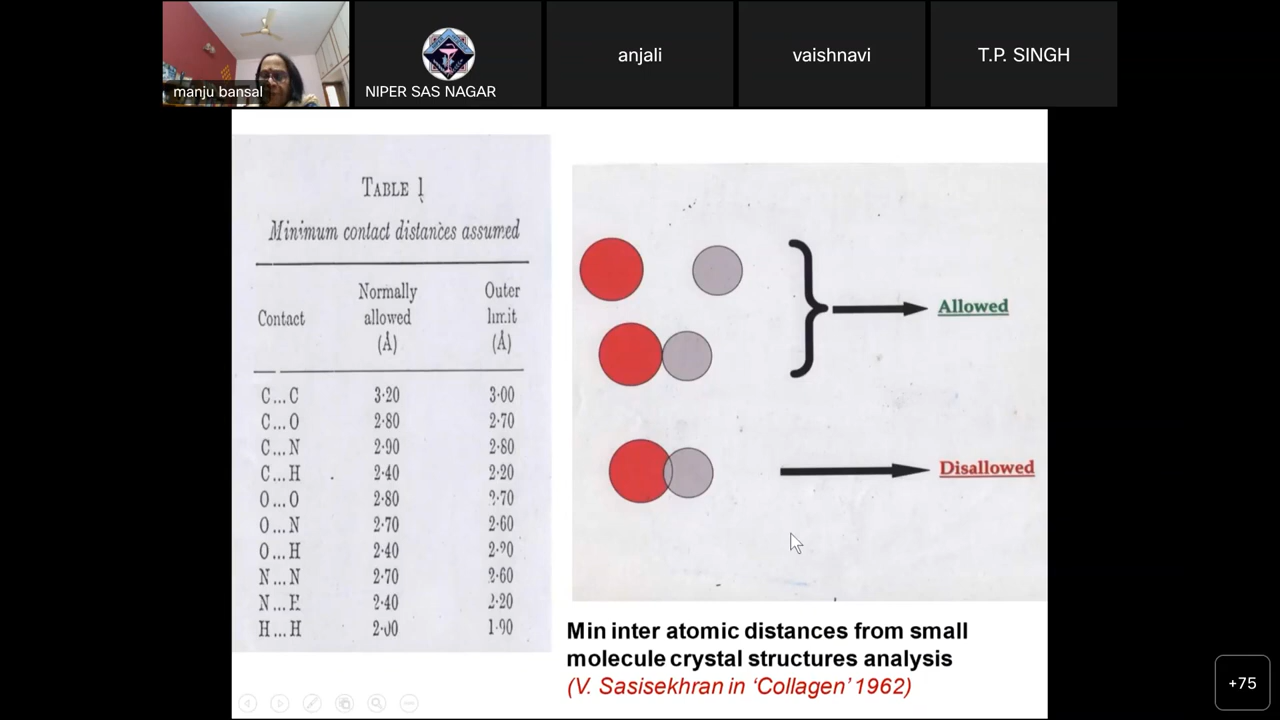 manju bansal
NIPER SAS NAGAR
anjali
vaishnavi
T.P. SINGH
TABLE 1
Minimum contact distances assumed
Contact
Normally allowed (Å)
Outer limit (Å)
C...C 3·20 3·00
C...O 2·80 2·70
C...N 2·90 2·80
C...H 2·40 2·20
O...O 2·80 2·70
O...N 2·70 2·60
O...H 2·40
N...N 2·70 2·60
2·40 2·20
H...H 2·00 1·90
Allowed
Disallowed
Min inter atomic distances from small
molecule crystal structures analysis
(V. Sasisekhran in ‘Collagen’ 1962)
+75